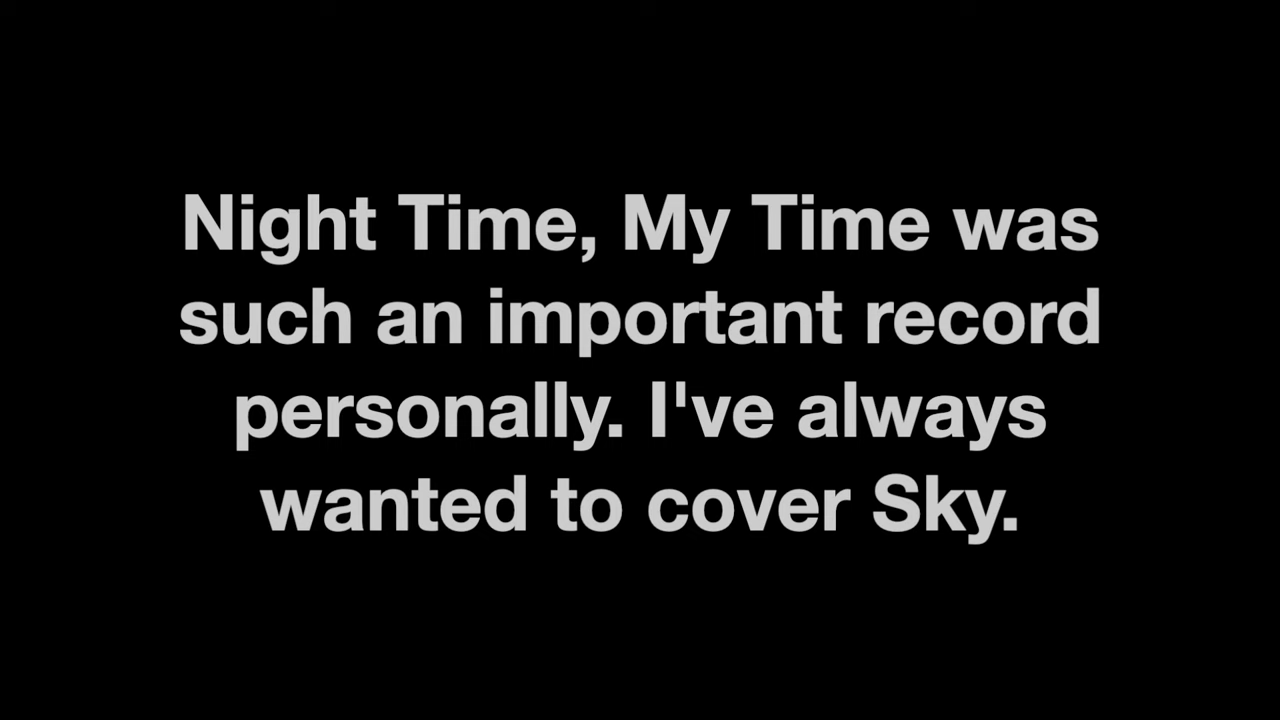 Night Time, My Time was
such an important record
personally. I've always
wanted to cover Sky.